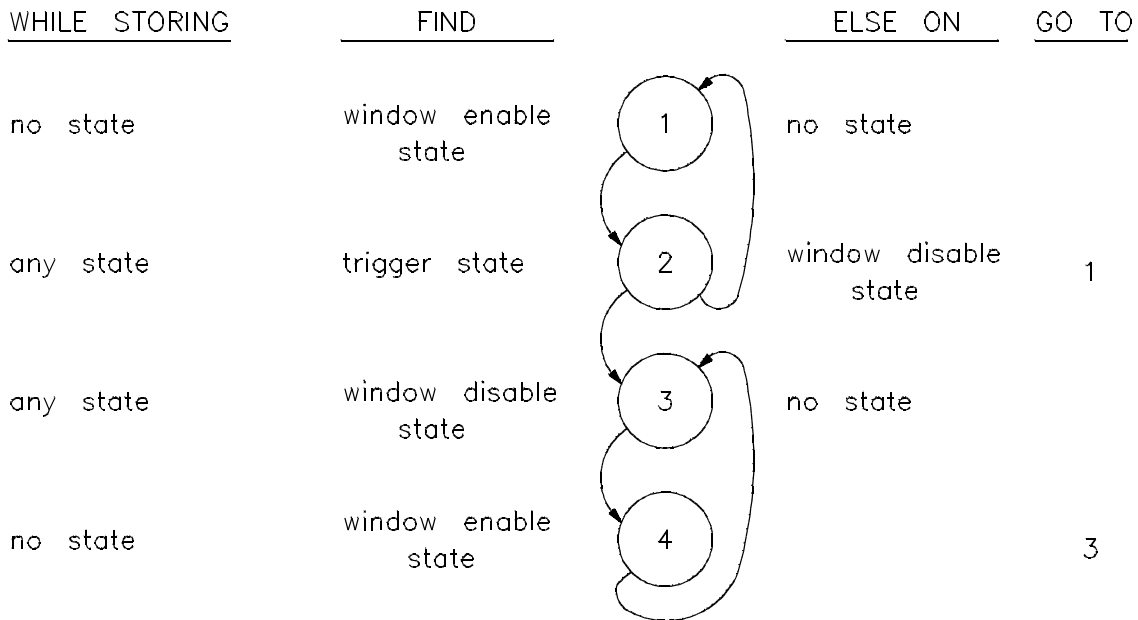 WHILE STORING FIND ELSE ON GO TO
no state window enable state 1 no state
any state trigger state 2 window disable state 1
any state window disable state 3 no state
no state window enable state 4 3